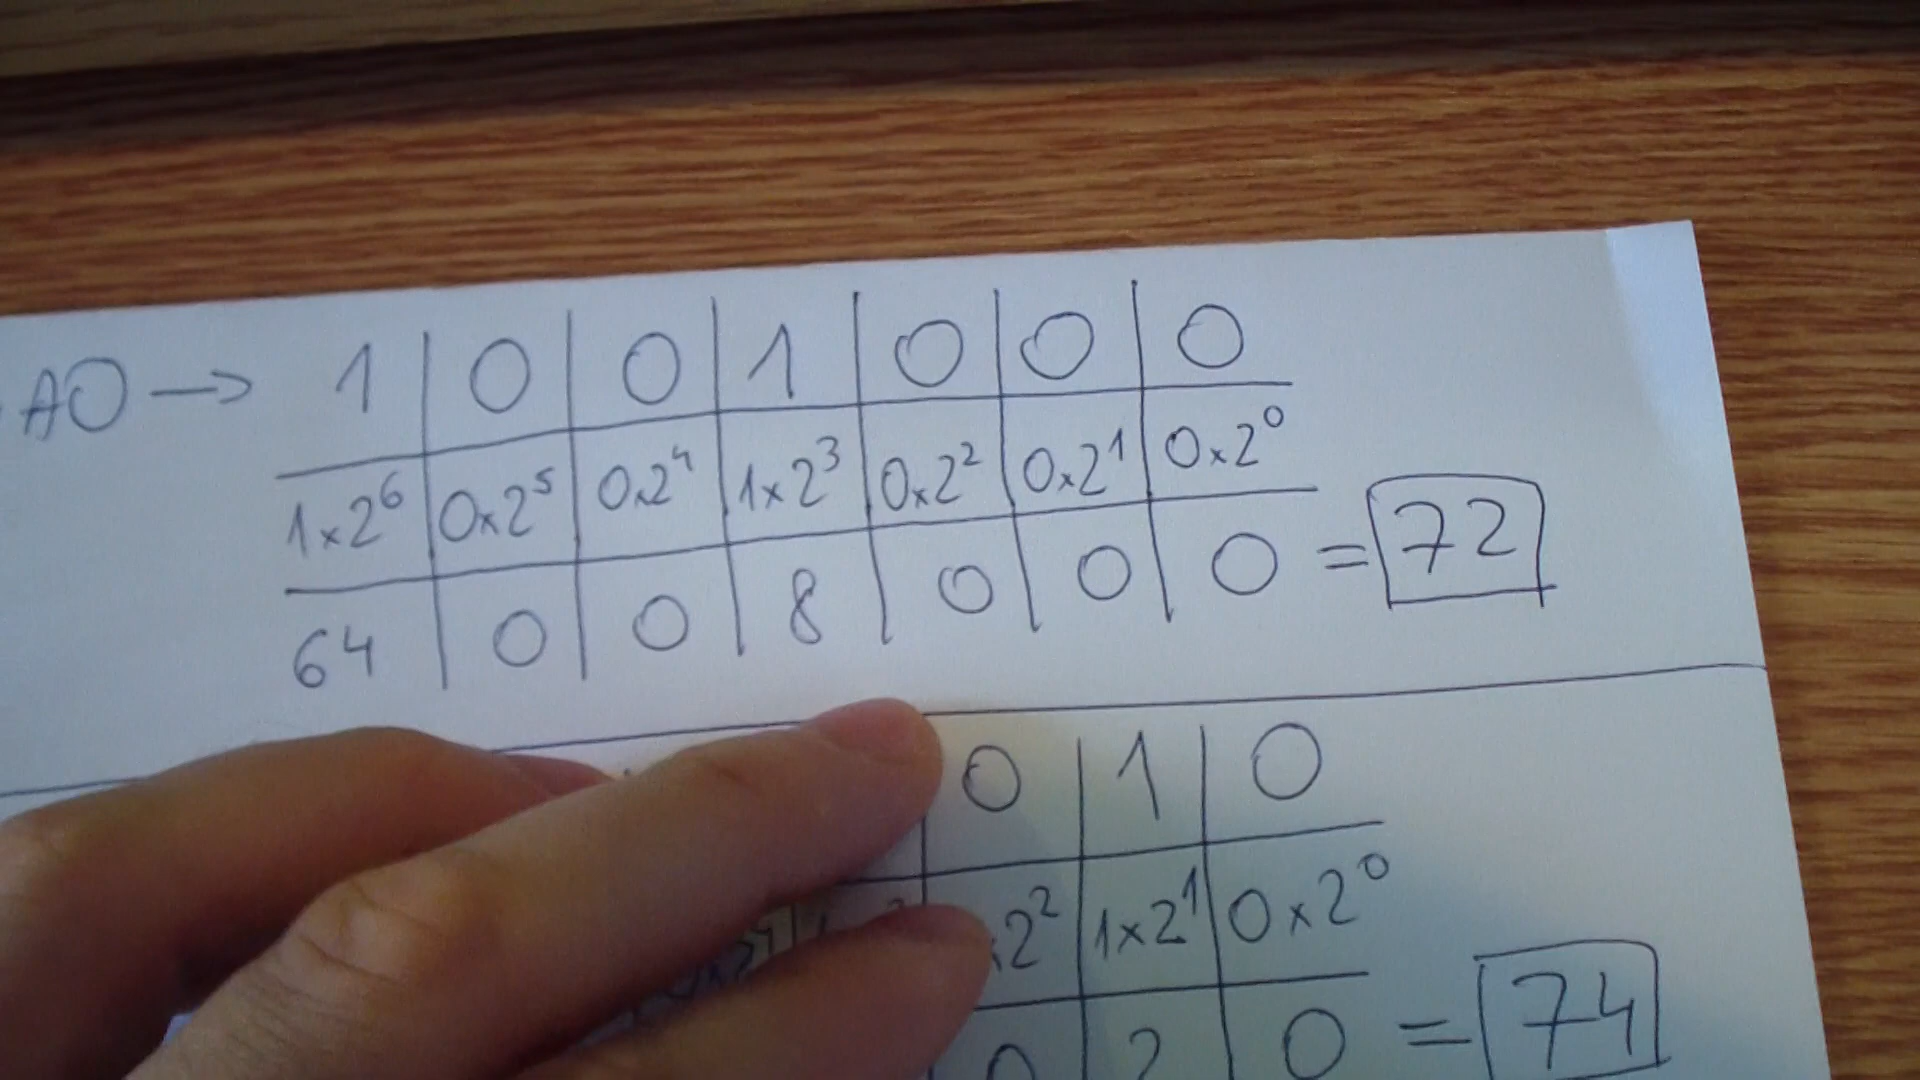 AO → 1 0 0 1 0 0 0
1×2⁶ 0×2⁵ 0×2⁴ 1×2³ 0×2² 0×2¹ 0×2⁰
64 0 0 8 0 0 0 = 72
0 1 0
×2² 1×2¹ 0×2⁰
0 2 0 = 74